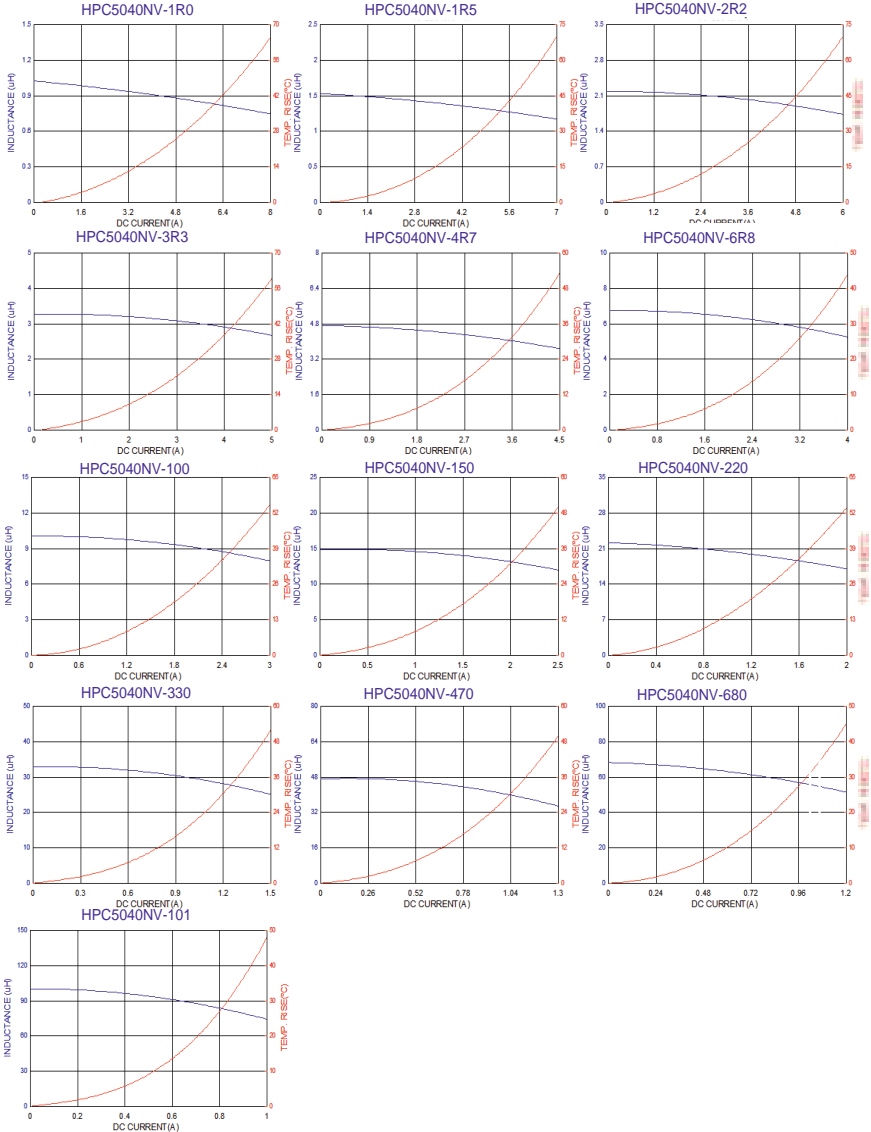 HPC5040NV-1R0
INDUCTANCE (uH)
1.5
1.2
0.9
0.6
0.3
0
70
56
42
28
14
0
TEMP. RISE(ºC)
0 1.6 3.2 4.8 6.4 8
DC CURRENT(A)
HPC5040NV-1R5
INDUCTANCE (uH)
2.5
2
1.5
1
0.5
0
75
60
45
30
15
0
TEMP. RISE(ºC)
0 1.4 2.8 4.2 5.6 7
DC CURRENT(A)
HPC5040NV-2R2
INDUCTANCE (uH)
3.5
2.8
2.1
1.4
0.7
0
75
60
45
30
15
0
0 1.2 2.4 3.6 4.8 6
DC CURRENT(A)
HPC5040NV-3R3
INDUCTANCE (uH)
5
4
3
2
1
0
70
56
42
28
14
0
TEMP. RISE(ºC)
0 1 2 3 4 5
DC CURRENT(A)
HPC5040NV-4R7
INDUCTANCE (uH)
8
6.4
4.8
3.2
1.6
0
60
48
36
24
12
0
TEMP. RISE(ºC)
0 0.9 1.8 2.7 3.6 4.5
DC CURRENT(A)
HPC5040NV-6R8
INDUCTANCE (uH)
10
8
6
4
2
0
50
40
30
20
10
0
0 0.8 1.6 2.4 3.2 4
DC CURRENT(A)
HPC5040NV-100
INDUCTANCE (uH)
15
12
9
6
3
0
65
52
39
26
13
0
TEMP. RISE(ºC)
0 0.6 1.2 1.8 2.4 3
DC CURRENT(A)
HPC5040NV-150
INDUCTANCE (uH)
25
20
15
10
5
0
60
48
36
24
12
0
TEMP. RISE(ºC)
0 0.5 1 1.5 2 2.5
DC CURRENT(A)
HPC5040NV-220
INDUCTANCE (uH)
35
28
21
14
7
0
65
52
39
26
13
0
0 0.4 0.8 1.2 1.6 2
DC CURRENT(A)
HPC5040NV-330
INDUCTANCE (uH)
50
40
30
20
10
0
60
48
36
24
12
0
TEMP. RISE(ºC)
0 0.3 0.6 0.9 1.2 1.5
DC CURRENT(A)
HPC5040NV-470
INDUCTANCE (uH)
80
64
48
32
16
0
60
48
36
24
12
0
TEMP. RISE(ºC)
0 0.26 0.52 0.78 1.04 1.3
DC CURRENT(A)
HPC5040NV-680
INDUCTANCE (uH)
100
80
60
40
20
0
50
40
30
20
10
0
0 0.24 0.48 0.72 0.96 1.2
DC CURRENT(A)
HPC5040NV-101
INDUCTANCE (uH)
150
120
90
60
30
0
50
40
30
20
10
0
TEMP. RISE(ºC)
0 0.2 0.4 0.6 0.8 1
DC CURRENT(A)